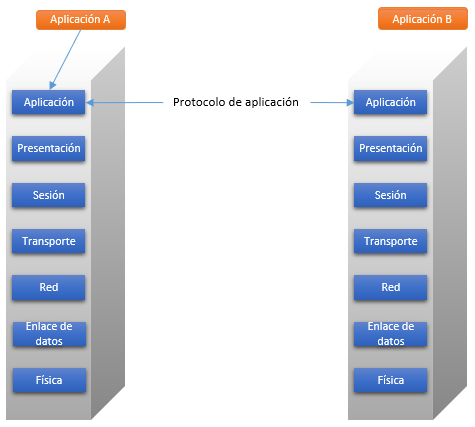 Aplicación A
Aplicación B
Aplicación
Protocolo de aplicación
Aplicación
Presentación
Presentación
Sesión
Sesión
Transporte
Transporte
Red
Red
Enlace de
datos
Enlace de
datos
Física
Física